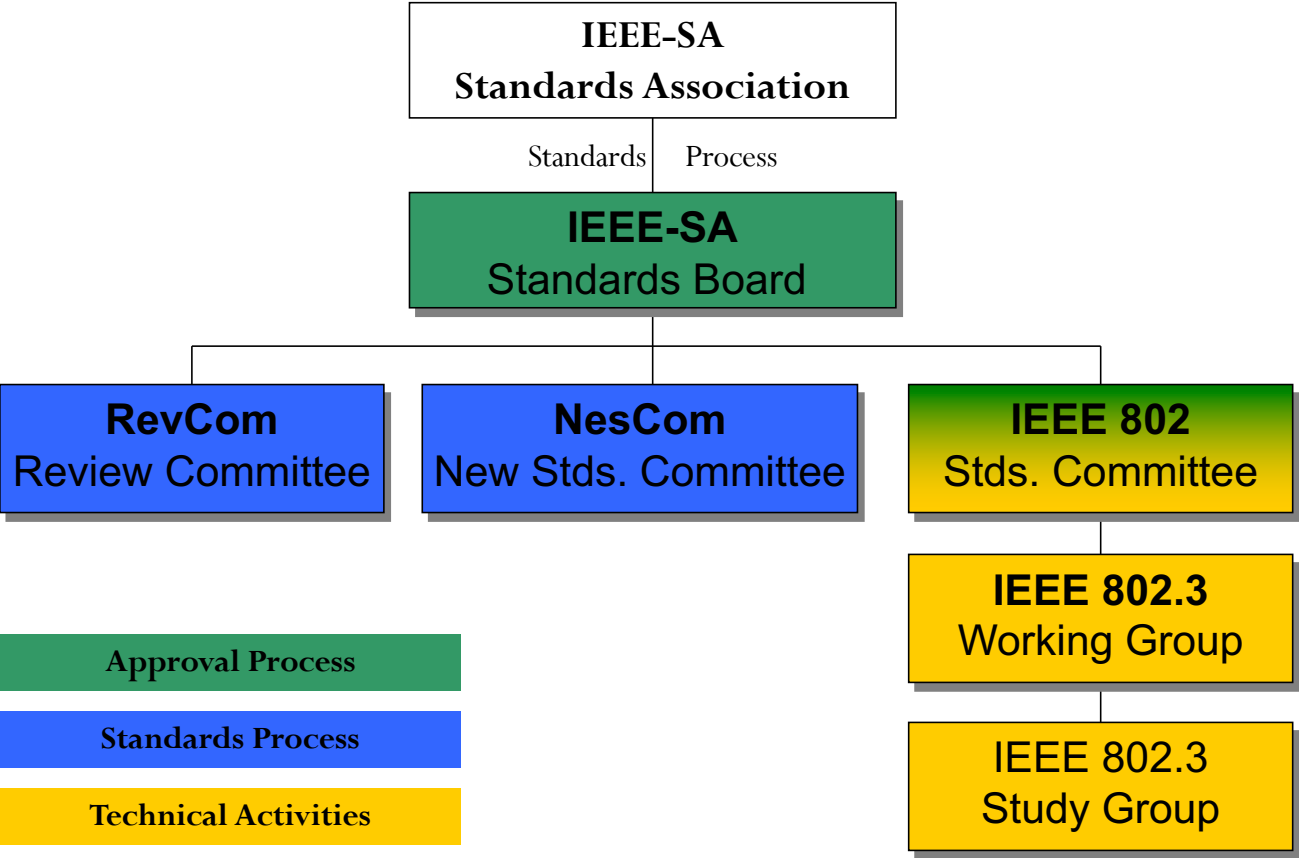 IEEE-SA
Standards Association
Standards Process
IEEE-SA
Standards Board
RevCom
Review Committee
NesCom
New Stds. Committee
IEEE 802
Stds. Committee
IEEE 802.3
Working Group
IEEE 802.3
Study Group
Approval Process
Standards Process
Technical Activities